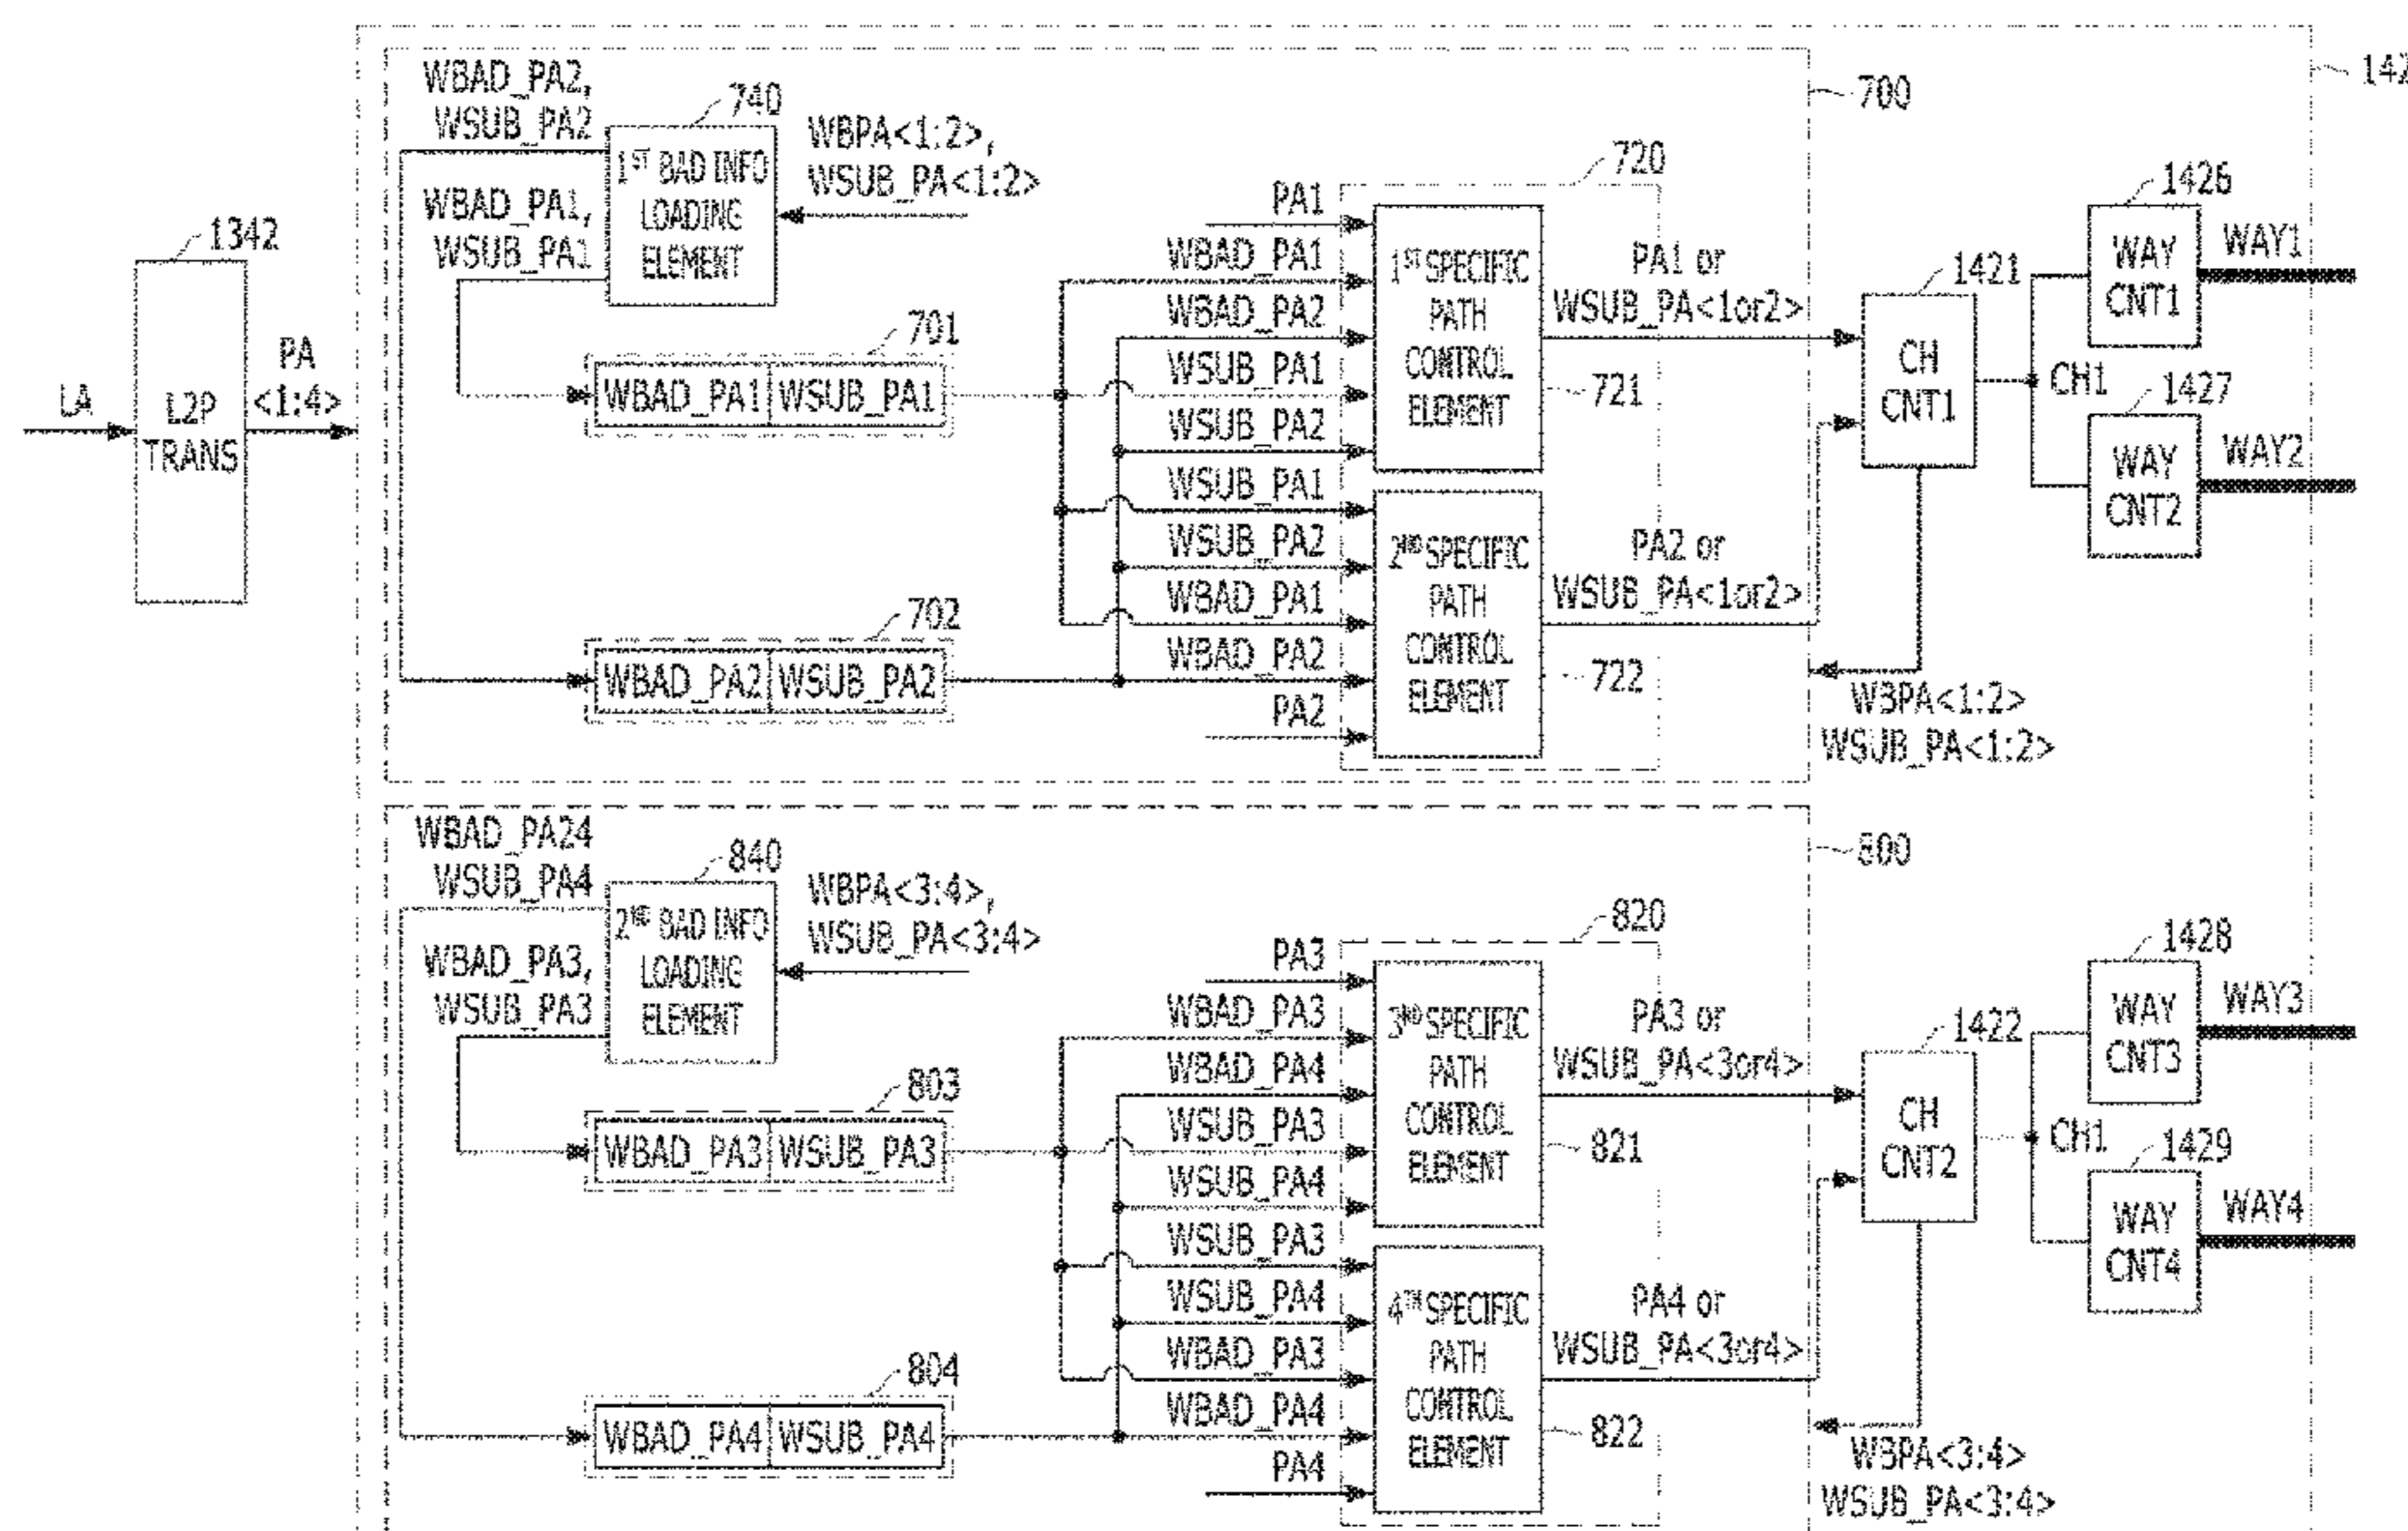 142
WBAD_PA2,
WSUB_PA2
740
700
WBPA<1:2>,
WSUB_PA<1:2>
1ST BAD INFO
LOADING
ELEMENT
WBAD_PA1,
WSUB_PA1
720
1426
PA1
WAY
CNT1
WAY1
1342
WBAD_PA1
1ST SPECIFIC
PATH
CONTROL
ELEMENT
PA1 or
WSUB_PA<1or2>
1421
701
WBAD_PA2
PA
<1:4>
CH
CNT1
CH1
1427
LA
L2P
TRANS
WBAD_PA1
WSUB_PA1
WSUB_PA1
721
WSUB_PA2
WAY
CNT2
WAY2
WSUB_PA1
WSUB_PA2
2ND SPECIFIC
PATH
CONTROL
ELEMENT
PA2 or
WSUB_PA<1or2>
702
WBAD_PA1
WBAD_PA2
WSUB_PA2
WBAD_PA2
722
PA2
WBPA<1:2>
WSUB_PA<1:2>
WBAD_PA24
WSUB_PA4
840
800
WBPA<3:4>,
WSUB_PA<3:4>
2ND BAD INFO
LOADING
ELEMENT
WBAD_PA3,
WSUB_PA3
820
1428
PA3
WAY
CNT3
WAY3
WBAD_PA3
3ND SPECIFIC
PATH
CONTROL
ELEMENT
PA3 or
WSUB_PA<3or4>
1422
803
WBAD_PA4
CH
CNT2
CH1
1429
WBAD_PA3
WSUB_PA3
WSUB_PA3
821
WSUB_PA4
WAY
CNT4
WAY4
WSUB_PA3
WSUB_PA4
4TH SPECIFIC
PATH
CONTROL
ELEMENT
PA4 or
WSUB_PA<3or4>
804
WBAD_PA3
WBAD_PA4
WSUB_PA4
WBAD_PA4
822
PA4
WBPA<3:4>
WSUB_PA<3:4>